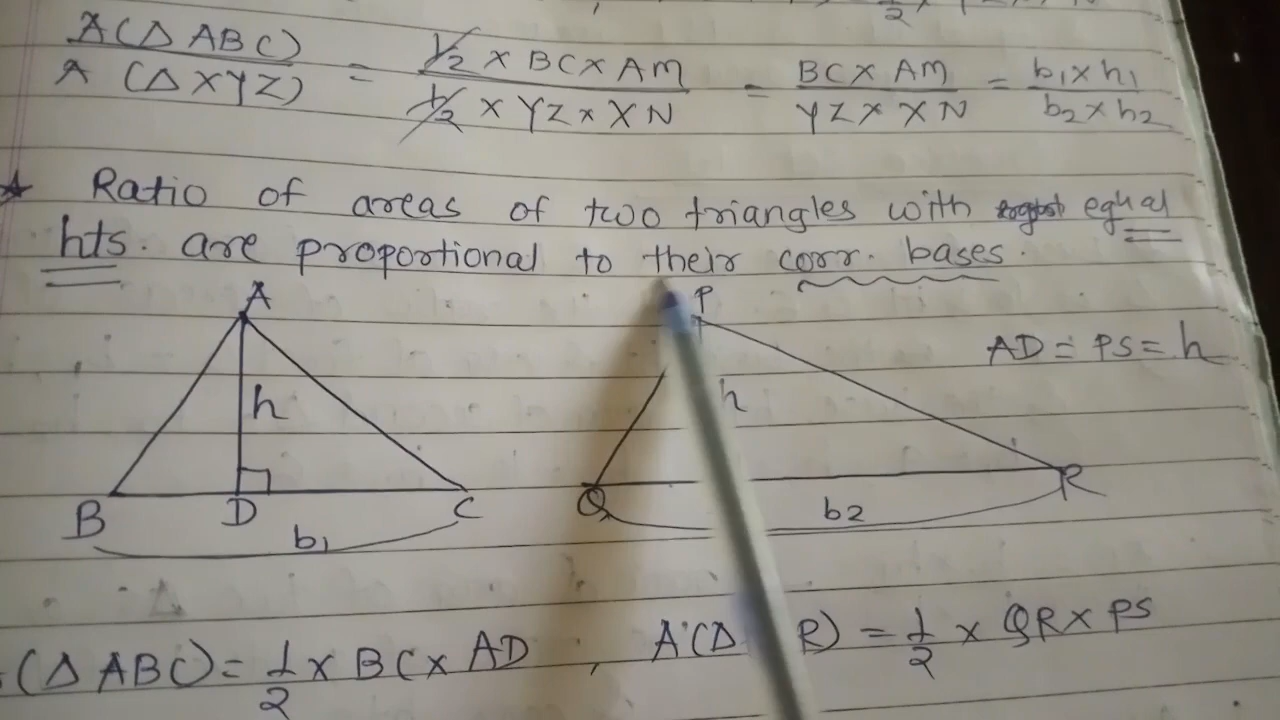 A(Δ ABC) / A (Δ XYZ) = 1/2 × BC × AM / 1/2 × YZ × XN = BC × AM / YZ × XN = b1 × h1 / b2 × h2
★ Ratio of areas of two triangles with equal
hts. are proportional to their corr. bases.
A
P
AD = PS = h
h
h
B D C
Q R
b1
b2
(Δ ABC) = 1/2 × BC × AD , A(Δ R) = 1/2 × QR × PS